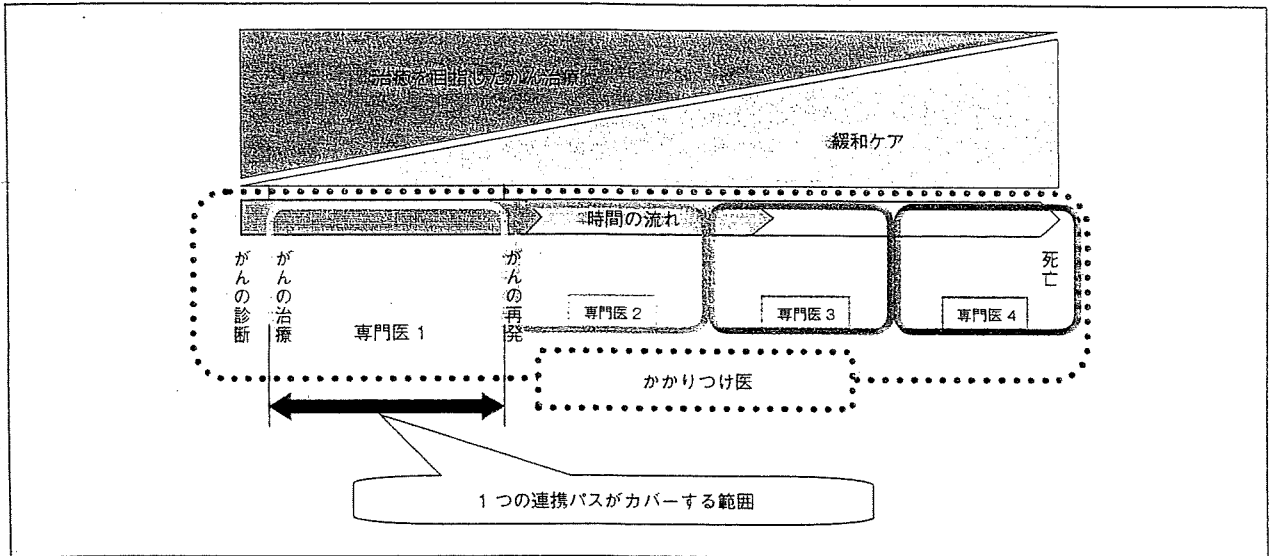 治癒を目指したがん治療
緩和ケア
時間の流れ
がんの診断
がんの治療
専門医 1
がんの再発
専門医 2
専門医 3
専門医 4
死亡
かかりつけ医
1 つの連携パスがカバーする範囲